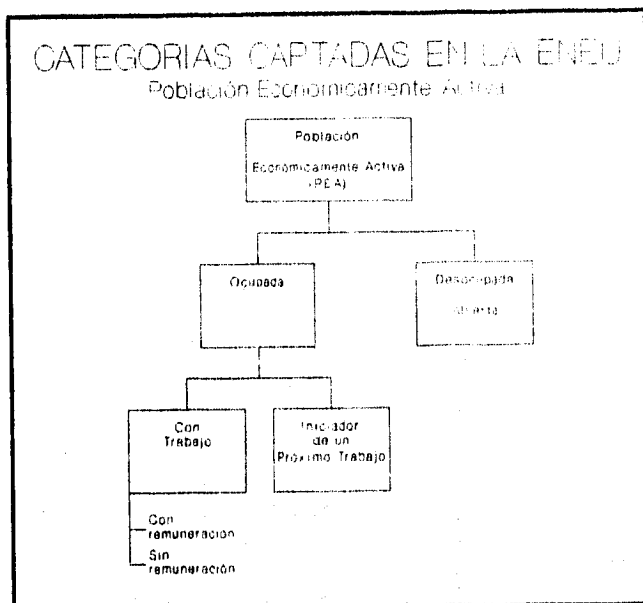 CATEGORIAS CAPTADAS EN LA ENEU
Población Económicamente Activa
Población
Económicamente Activa
(PEA)
Ocupada
Desocupada
Abierta
Con
Trabajo
Iniciador
de un
Próximo Trabajo
Con
remuneración
Sin
remuneración